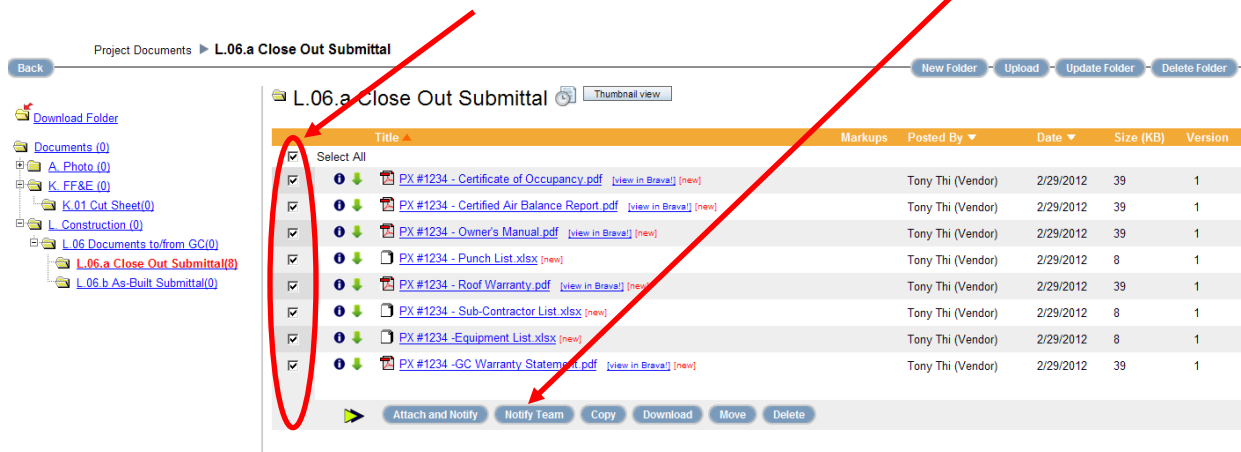 Project Documents ▶ L.06.a Close Out Submittal
Back New Folder Upload Update Folder Delete Folder
L.06.a Close Out Submittal Thumbnail view
Download Folder
Documents (0)
A. Photo (0)
K. FF&E (0)
K.01 Cut Sheet(0)
L. Construction (0)
L.06 Documents to/from GC(0)
L.06.a Close Out Submittal(8)
L.06.b As-Built Submittal(0)
Title Markups Posted By Date Size (KB) Version
Select All
PX #1234 - Certificate of Occupancy.pdf [view in Brava!] [new] Tony Thi (Vendor) 2/29/2012 39 1
PX #1234 - Certified Air Balance Report.pdf [view in Brava!] [new] Tony Thi (Vendor) 2/29/2012 39 1
PX #1234 - Owner's Manual.pdf [view in Brava!] [new] Tony Thi (Vendor) 2/29/2012 39 1
PX #1234 - Punch List.xlsx [new] Tony Thi (Vendor) 2/29/2012 8 1
PX #1234 - Roof Warranty.pdf [view in Brava!] [new] Tony Thi (Vendor) 2/29/2012 39 1
PX #1234 - Sub-Contractor List.xlsx [new] Tony Thi (Vendor) 2/29/2012 8 1
PX #1234 -Equipment List.xlsx [new] Tony Thi (Vendor) 2/29/2012 8 1
PX #1234 -GC Warranty Statement.pdf [view in Brava!] [new] Tony Thi (Vendor) 2/29/2012 39 1
Attach and Notify Notify Team Copy Download Move Delete